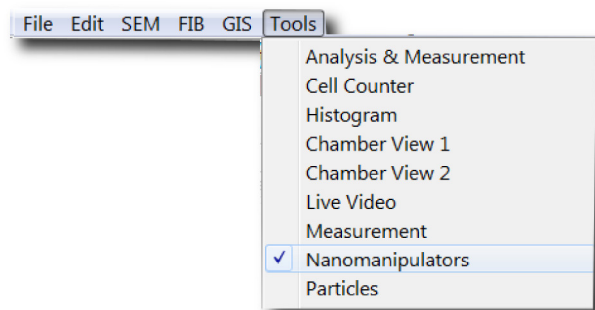 File Edit SEM FIB GIS Tools
Analysis & Measurement
Cell Counter
Histogram
Chamber View 1
Chamber View 2
Live Video
Measurement
Nanomanipulators
Particles